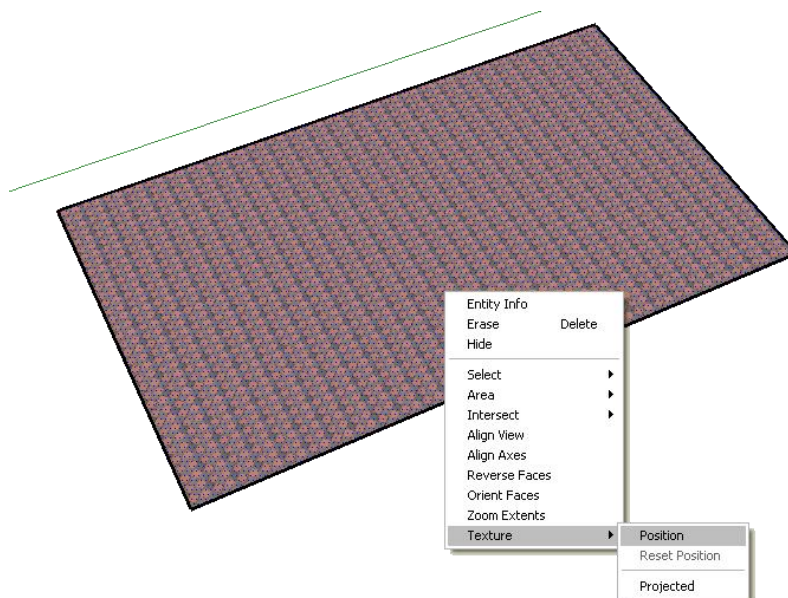 Entity Info
Erase Delete
Hide
Select
Area
Intersect
Align View
Align Axes
Reverse Faces
Orient Faces
Zoom Extents
Texture
Position
Reset Position
Projected